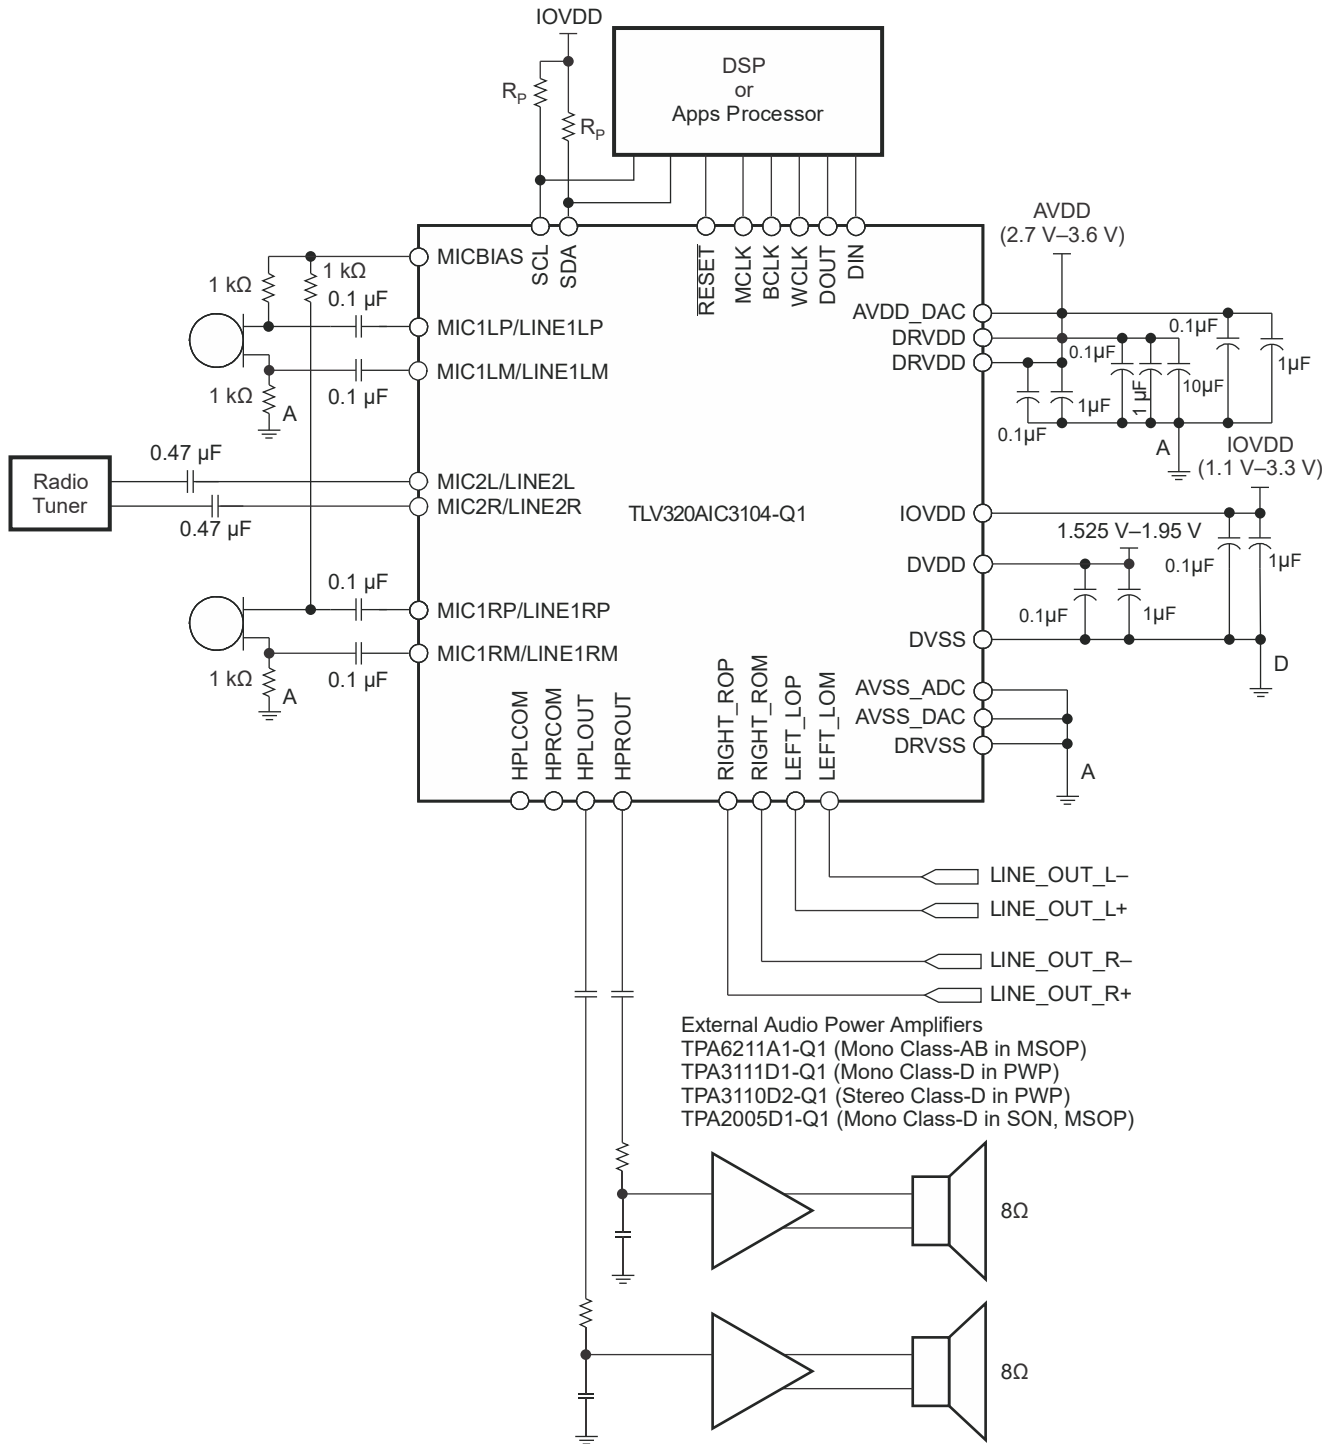 IOVDD
DSP
or
Apps Processor
RP
RP
AVDD
(2.7 V–3.6 V)
MICBIAS
SCL
SDA
RESET
MCLK
BCLK
WCLK
DOUT
DIN
1 kΩ
1 kΩ
0.1 µF
MIC1LP/LINE1LP
MIC1LM/LINE1LM
1 kΩ
A
0.1 µF
AVDD_DAC
DRVDD
DRVDD
0.1µF
0.1µF
1µF
1 µF
10µF
1µF
0.1µF
A
IOVDD
(1.1 V–3.3 V)
0.47 µF
Radio
Tuner
MIC2L/LINE2L
MIC2R/LINE2R
0.47 µF
TLV320AIC3104-Q1
IOVDD
1.525 V–1.95 V
DVDD
0.1µF
1µF
0.1µF
1µF
DVSS
D
0.1 µF
MIC1RP/LINE1RP
MIC1RM/LINE1RM
1 kΩ
A
0.1 µF
AVSS_ADC
AVSS_DAC
DRVSS
A
HPLCOM
HPRCOM
HPLOUT
HPROUT
RIGHT_ROP
RIGHT_ROM
LEFT_LOP
LEFT_LOM
LINE_OUT_L–
LINE_OUT_L+
LINE_OUT_R–
LINE_OUT_R+
External Audio Power Amplifiers
TPA6211A1-Q1 (Mono Class-AB in MSOP)
TPA3111D1-Q1 (Mono Class-D in PWP)
TPA3110D2-Q1 (Stereo Class-D in PWP)
TPA2005D1-Q1 (Mono Class-D in SON, MSOP)
8Ω
8Ω